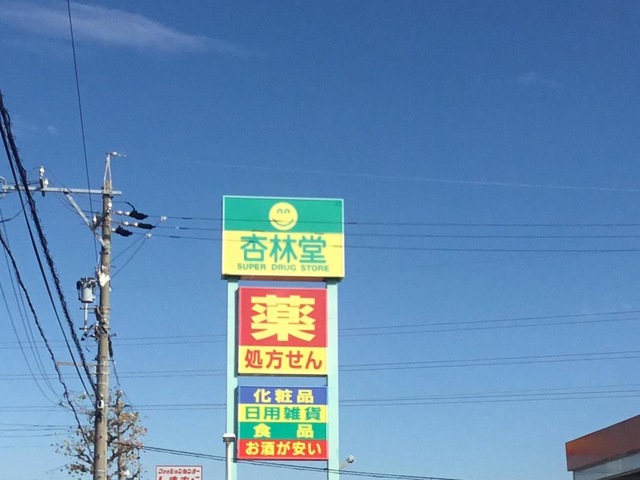 杏林堂
SUPER DRUG STORE
薬
処方せん
化粧品
日用雑貨
食品
お酒が安い